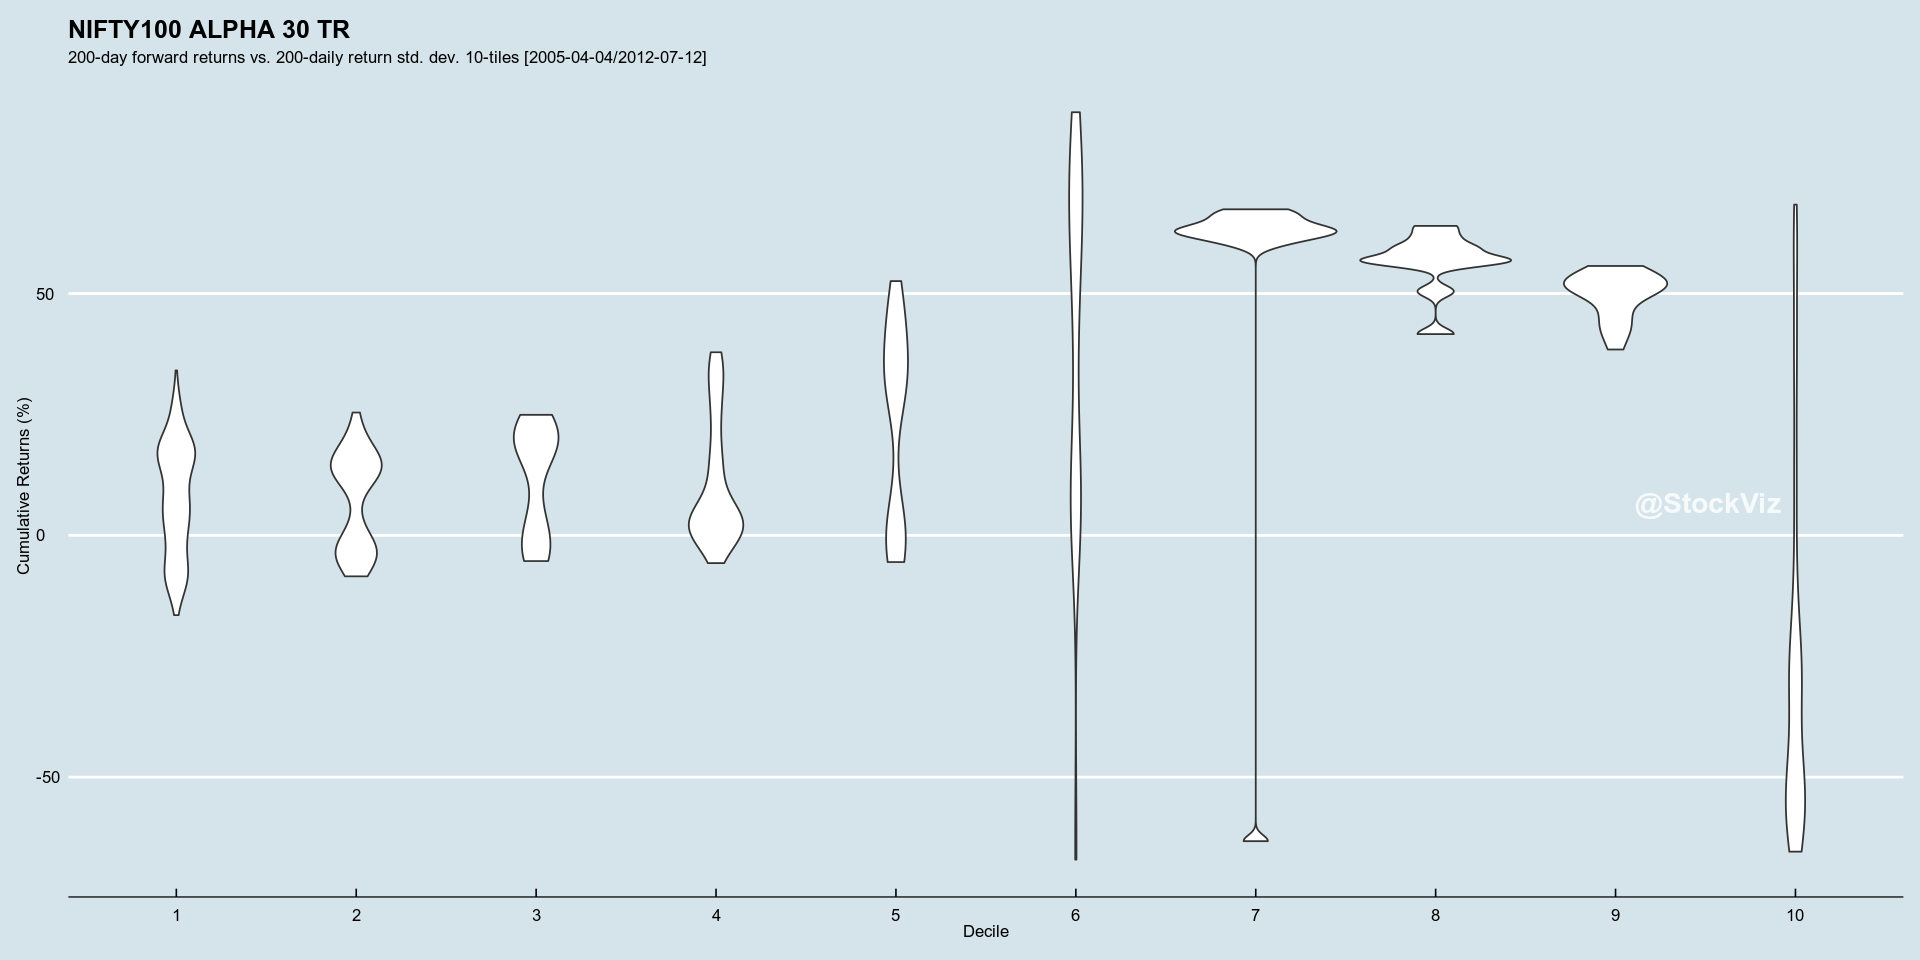 NIFTY100 ALPHA 30 TR
200-day forward returns vs. 200-daily return std. dev. 10-tiles [2005-04-04/2012-07-12]
Cumulative Returns (%)
50
0
-50
@StockViz
1 2 3 4 5 6 7 8 9 10
Decile